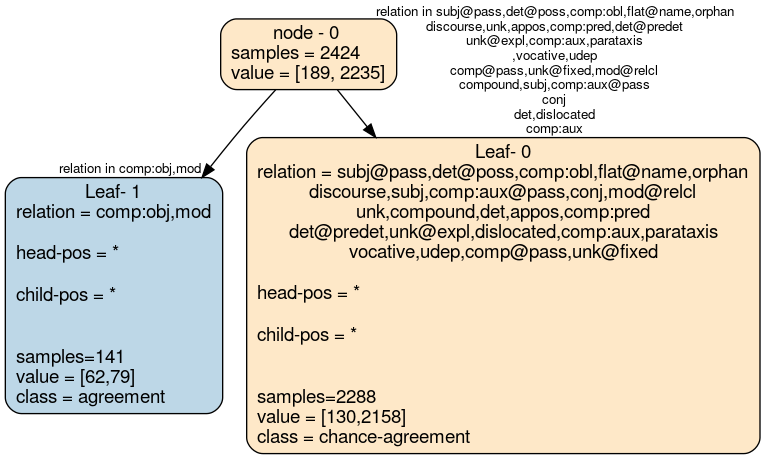 relation in subj@pass,det@poss,comp:obl,flat@name,orphan
discourse,unk,appos,comp:pred,det@predet
unk@expl,comp:aux,parataxis
,vocative,udep
comp@pass,unk@fixed,mod@relcl
compound,subj,comp:aux@pass
conj
det,dislocated
comp:aux
node - 0
samples = 2424
value = [189, 2235]
relation in comp:obj,mod
Leaf- 1
relation = comp:obj,mod
head-pos = *
child-pos = *
samples=141
value = [62,79]
class = agreement
Leaf- 0
relation = subj@pass,det@poss,comp:obl,flat@name,orphan
discourse,subj,comp:aux@pass,conj,mod@relcl
unk,compound,det,appos,comp:pred
det@predet,unk@expl,dislocated,comp:aux,parataxis
vocative,udep,comp@pass,unk@fixed
head-pos = *
child-pos = *
samples=2288
value = [130,2158]
class = chance-agreement